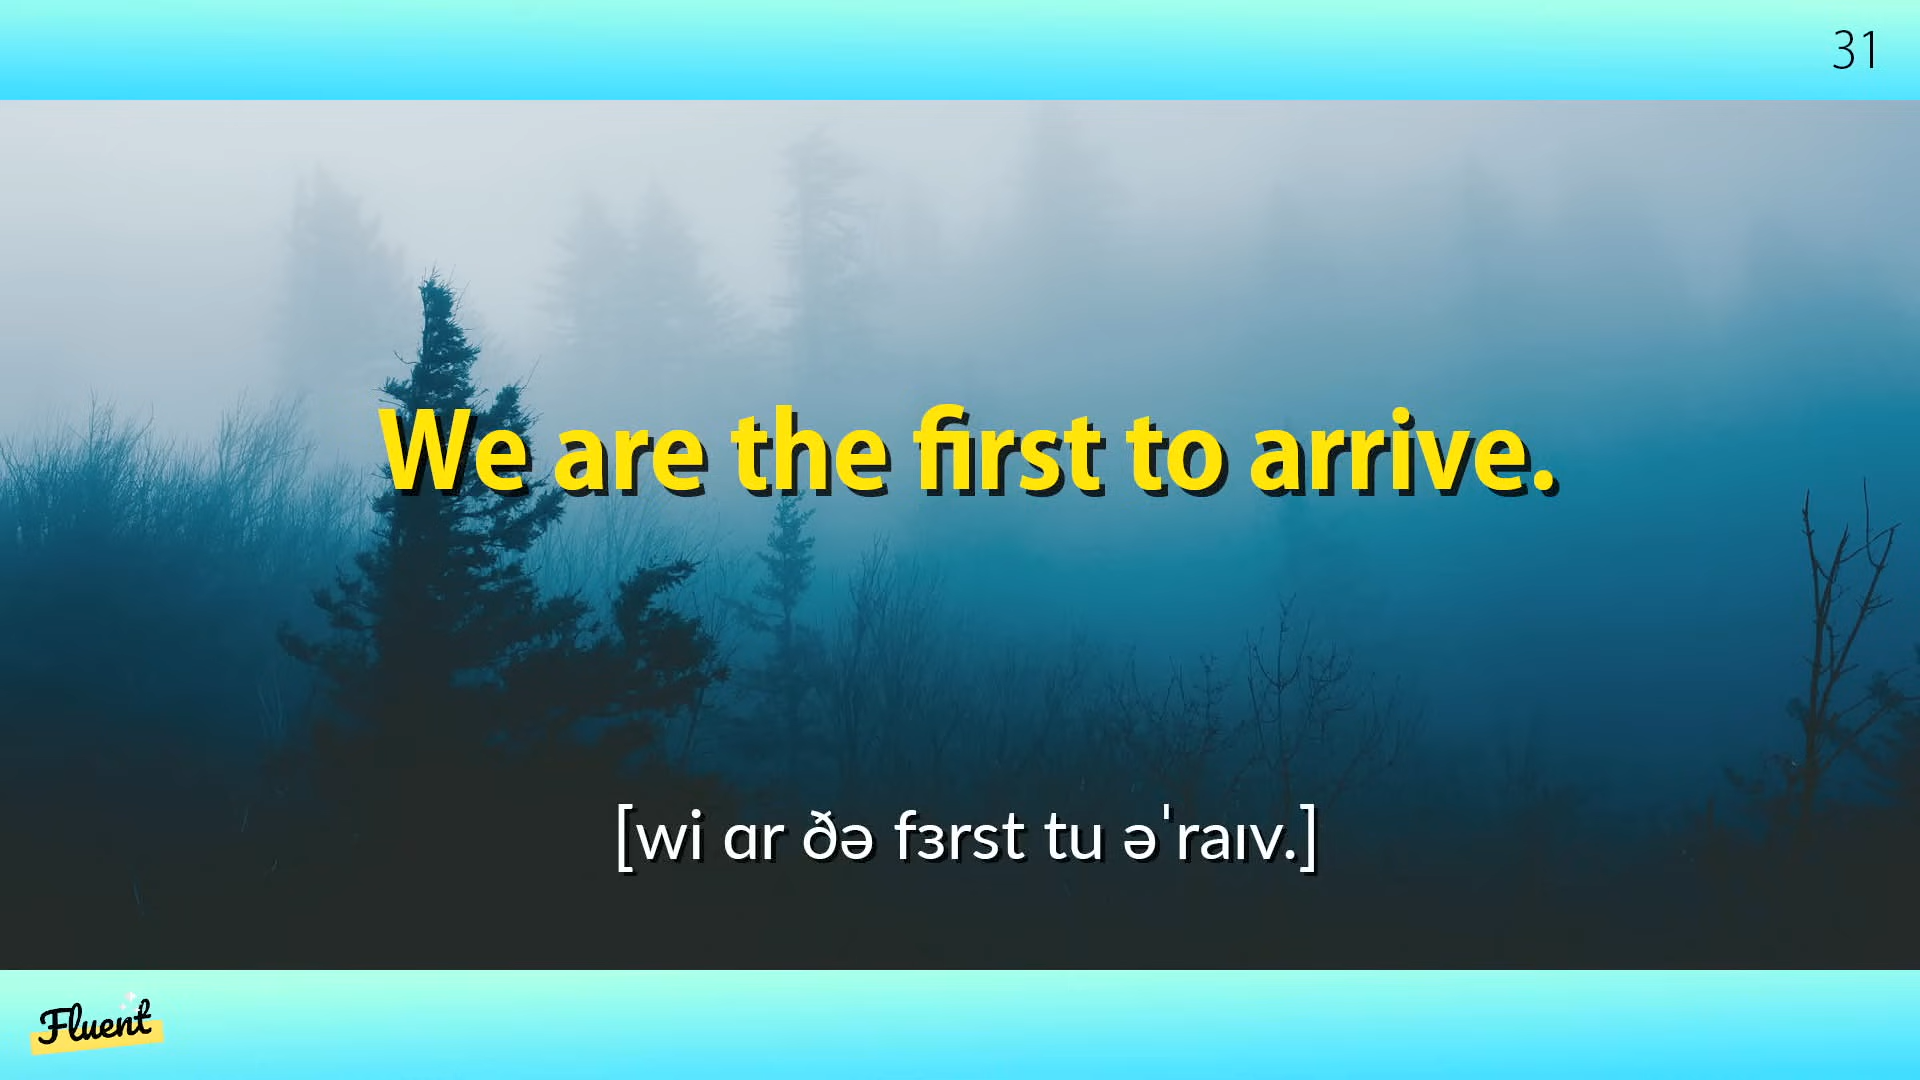 31
We are the first to arrive.
[wi ɑr ðə fɜrst tu əˈraɪv.]
Fluent